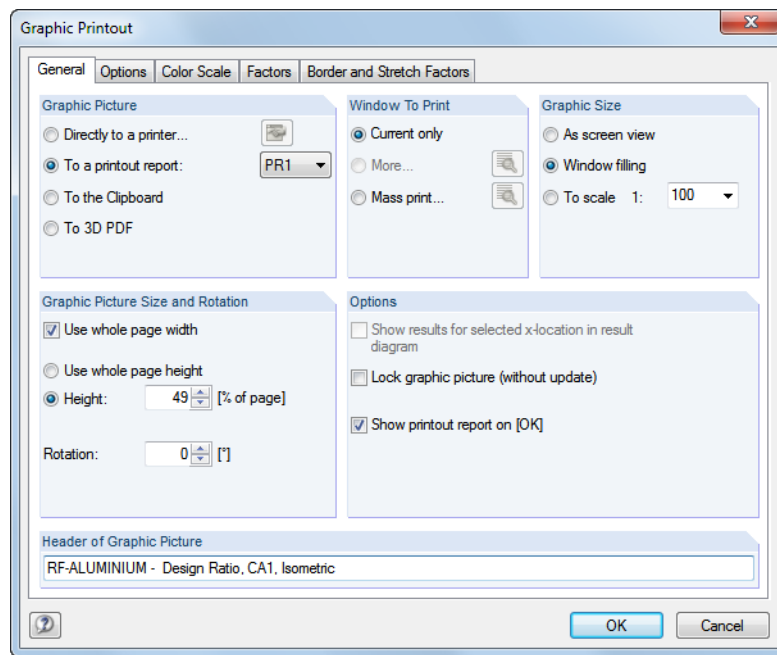 Graphic Printout
General
Options
Color Scale
Factors
Border and Stretch Factors
Graphic Picture
Directly to a printer...
To a printout report:
PR1
To the Clipboard
To 3D PDF
Window To Print
Current only
More...
Mass print...
Graphic Size
As screen view
Window filling
To scale 1:
100
Graphic Picture Size and Rotation
Use whole page width
Use whole page height
Height:
49
[% of page]
Rotation:
0
[°]
Options
Show results for selected x-location in result
diagram
Lock graphic picture (without update)
Show printout report on [OK]
Header of Graphic Picture
RF-ALUMINIUM - Design Ratio, CA1, Isometric
OK
Cancel